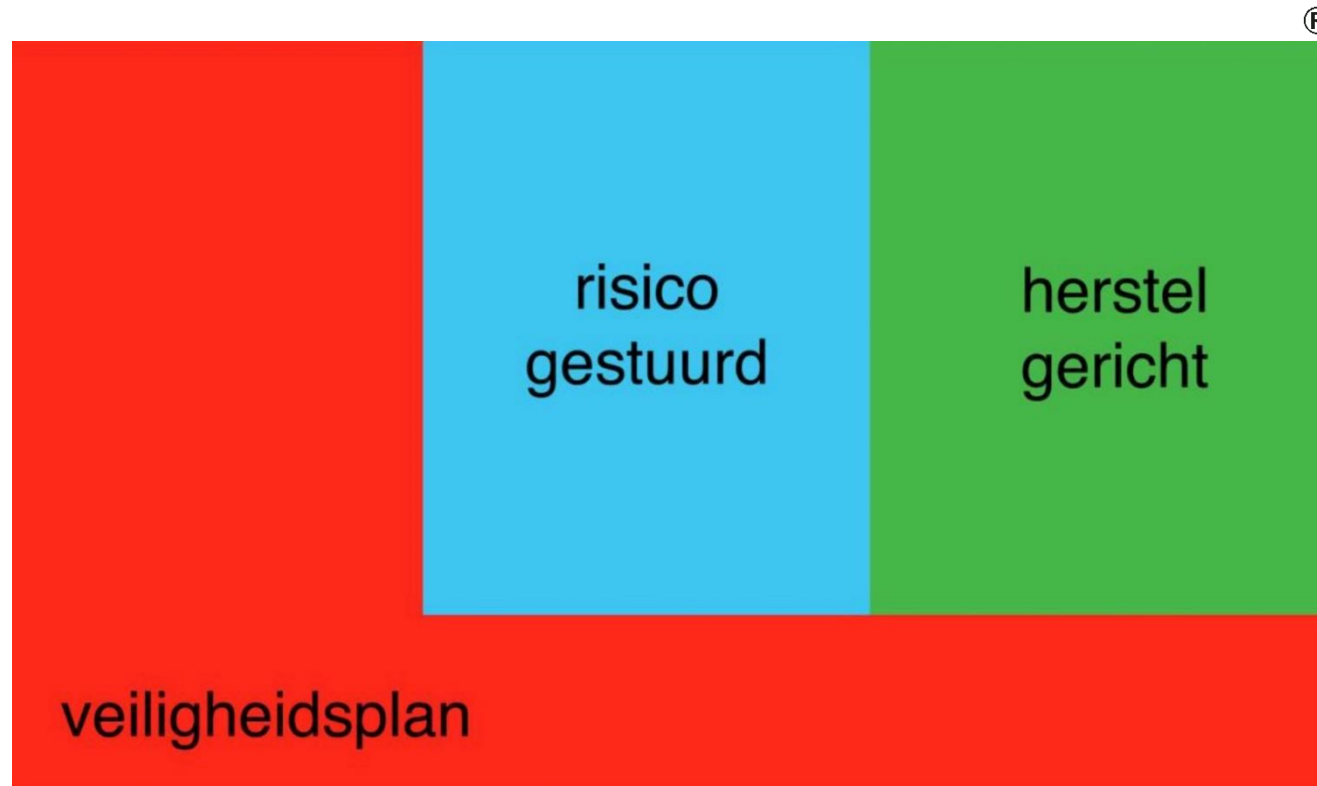 ®
risico
gestuurd
herstel
gericht
veiligheidsplan